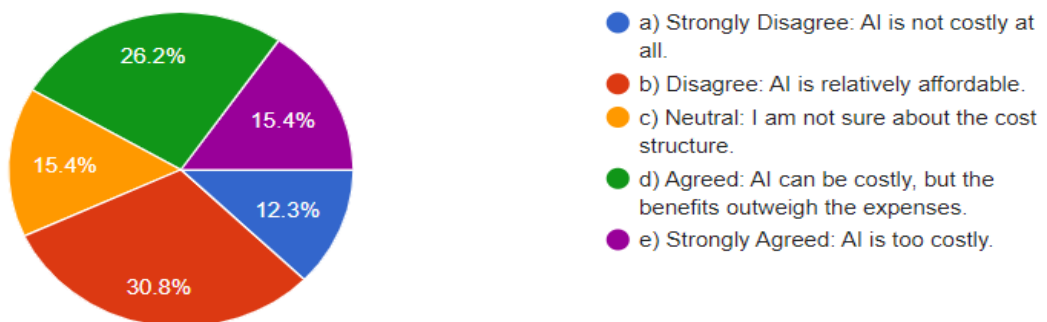 26.2%
15.4%
15.4%
12.3%
30.8%
a) Strongly Disagree: AI is not costly at
all.
b) Disagree: AI is relatively affordable.
c) Neutral: I am not sure about the cost
structure.
d) Agreed: AI can be costly, but the
benefits outweigh the expenses.
e) Strongly Agreed: AI is too costly.